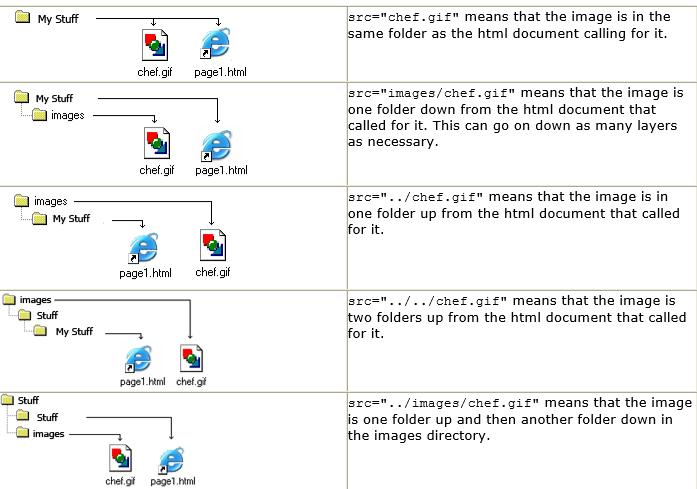 My Stuff
chef.gif page1.html
src="chef.gif" means that the image is in the
same folder as the html document calling for it.
My Stuff
images
chef.gif page1.html
src="images/chef.gif" means that the image is
one folder down from the html document that
called for it. This can go on down as many layers
as necessary.
images
My Stuff
page1.html chef.gif
src="../chef.gif" means that the image is in
one folder up from the html document that called
for it.
images
Stuff
My Stuff
page1.html chef.gif
src="../../chef.gif" means that the image is
two folders up from the html document that called
for it.
Stuff
Stuff
images
chef.gif page1.html
src="../images/chef.gif" means that the image
is one folder up and then another folder down in
the images directory.